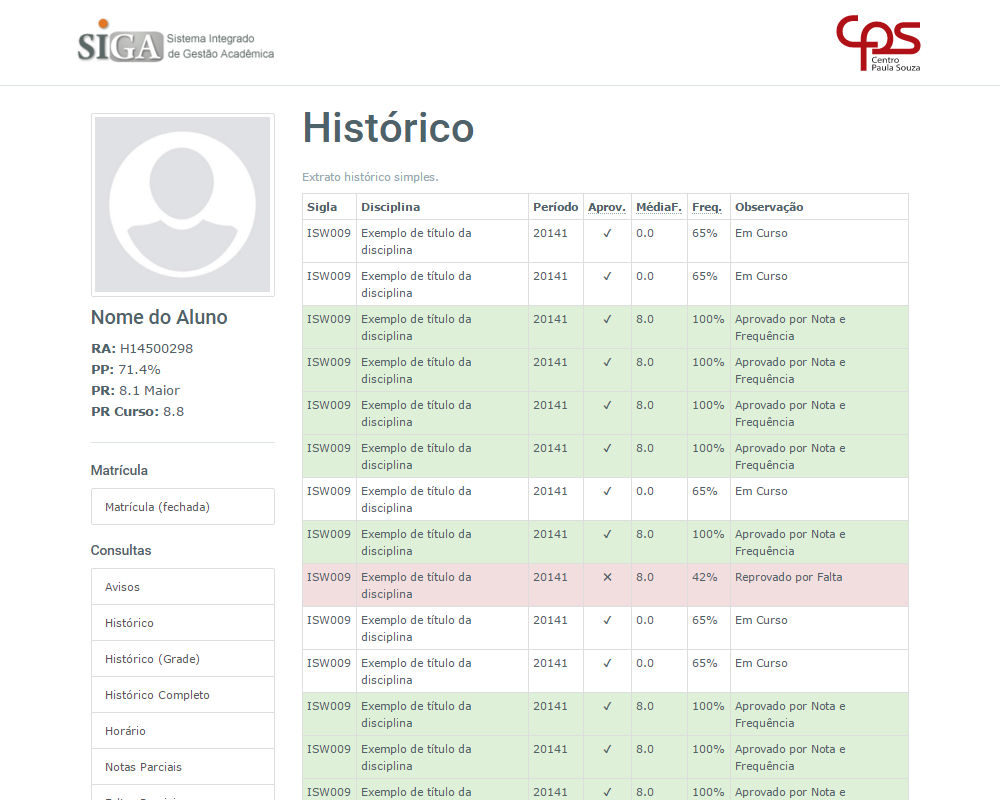 SIGA Sistema Integrado
de Gestão Acadêmica
CPS
Centro
Paula Souza
Histórico
Extrato histórico simples.
Nome do Aluno
RA: H14500298
PP: 71.4%
PR: 8.1 Maior
PR Curso: 8.8
Matrícula
Matrícula (fechada)
Consultas
Avisos
Histórico
Histórico (Grade)
Histórico Completo
Horário
Notas Parciais
Sigla Disciplina Período Aprov. MédiaF. Freq. Observação
ISW009 Exemplo de título da 20141 ✓ 0.0 65% Em Curso
disciplina
ISW009 Exemplo de título da 20141 ✓ 0.0 65% Em Curso
disciplina
ISW009 Exemplo de título da 20141 ✓ 8.0 100% Aprovado por Nota e
disciplina Frequência
ISW009 Exemplo de título da 20141 ✓ 8.0 100% Aprovado por Nota e
disciplina Frequência
ISW009 Exemplo de título da 20141 ✓ 8.0 100% Aprovado por Nota e
disciplina Frequência
ISW009 Exemplo de título da 20141 ✓ 8.0 100% Aprovado por Nota e
disciplina Frequência
ISW009 Exemplo de título da 20141 ✓ 0.0 65% Em Curso
disciplina
ISW009 Exemplo de título da 20141 ✓ 8.0 100% Aprovado por Nota e
disciplina Frequência
ISW009 Exemplo de título da 20141 ✕ 8.0 42% Reprovado por Falta
disciplina
ISW009 Exemplo de título da 20141 ✓ 0.0 65% Em Curso
disciplina
ISW009 Exemplo de título da 20141 ✓ 0.0 65% Em Curso
disciplina
ISW009 Exemplo de título da 20141 ✓ 8.0 100% Aprovado por Nota e
disciplina Frequência
ISW009 Exemplo de título da 20141 ✓ 8.0 100% Aprovado por Nota e
disciplina Frequência
ISW009 Exemplo de título da 20141 ✓ 8.0 100% Aprovado por Nota e